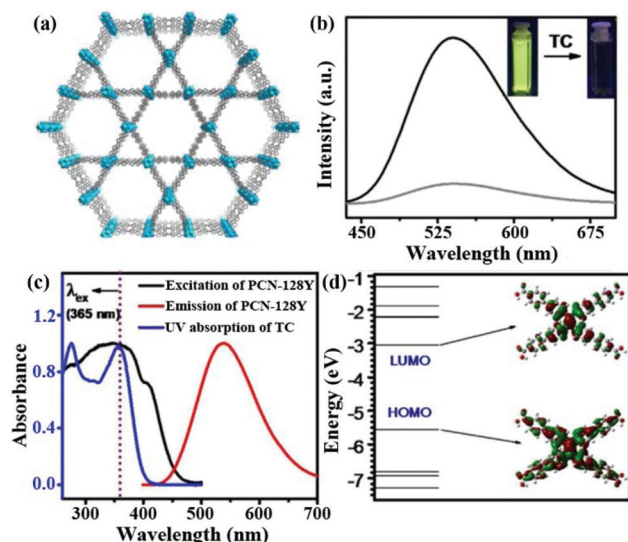 (a)
(b)
TC
Intensity (a.u.)
450 525 600 675
Wavelength (nm)
(c)
λex
(365 nm)
Excitation of PCN-128Y
Emission of PCN-128Y
UV absorption of TC
1.2
0.8
0.4
0.0
Absorbance
300 400 500 600 700
Wavelength (nm)
(d)
-1
-2
-3
-4
-5
-6
-7
Energy (eV)
LUMO
HOMO